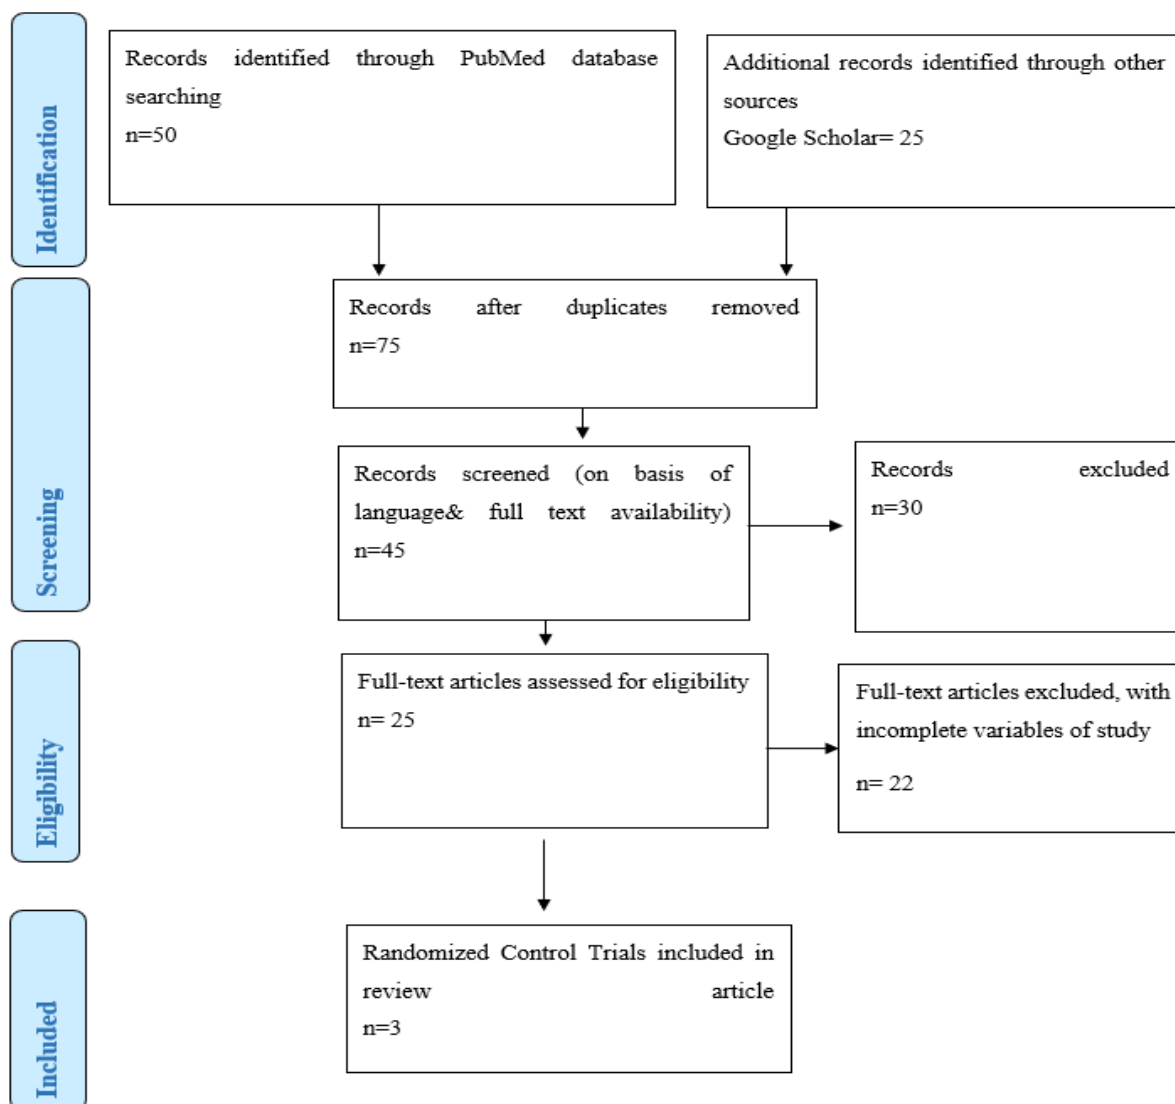 Identification
Records identified through PubMed database
searching
n=50
Additional records identified through other
sources
Google Scholar= 25
Screening
Records after duplicates removed
n=75
Records screened (on basis of
language& full text availability)
n=45
Records excluded
n=30
Eligibility
Full-text articles assessed for eligibility
n= 25
Full-text articles excluded, with
incomplete variables of study
n= 22
Included
Randomized Control Trials included in
review article
n=3